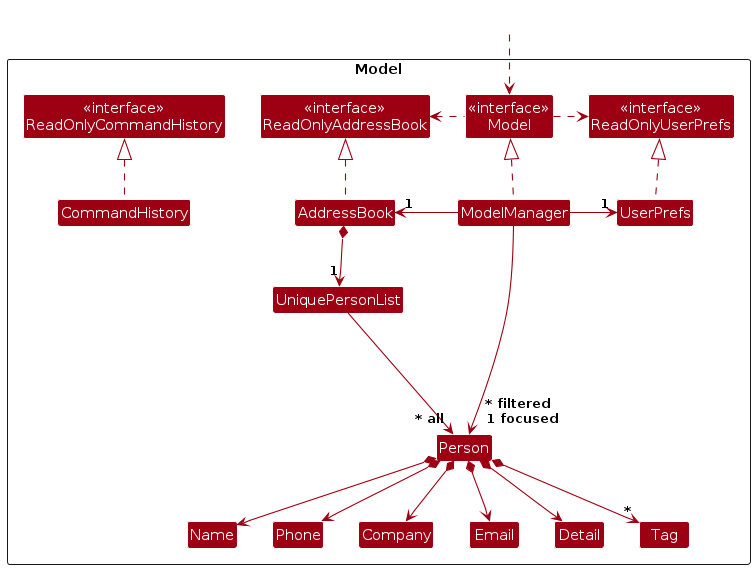 Model
«interface»
ReadOnlyCommandHistory
«interface»
ReadOnlyAddressBook
«interface»
Model
«interface»
ReadOnlyUserPrefs
CommandHistory
AddressBook
1
ModelManager
1
UserPrefs
1
UniquePersonList
* all
* filtered
1 focused
Person
*
Name
Phone
Company
Email
Detail
Tag